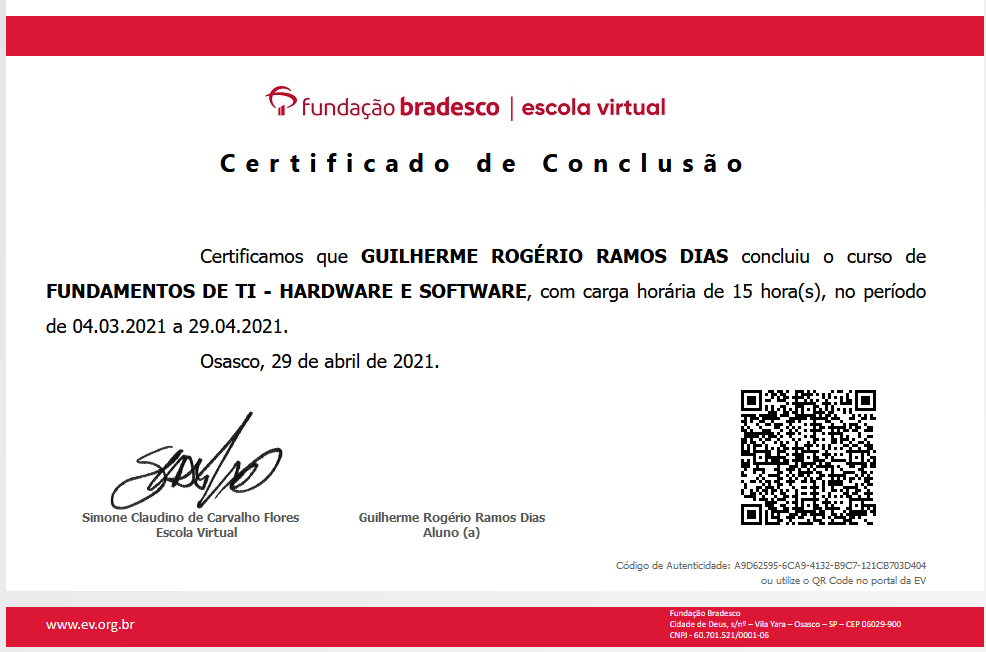 fundação bradesco | escola virtual
Certificado de Conclusão
Certificamos que GUILHERME ROGÉRIO RAMOS DIAS concluiu o curso de
FUNDAMENTOS DE TI - HARDWARE E SOFTWARE, com carga horária de 15 hora(s), no período
de 04.03.2021 a 29.04.2021.
Osasco, 29 de abril de 2021.
Simone Claudino de Carvalho Flores
Escola Virtual
Guilherme Rogério Ramos Dias
Aluno (a)
Código de Autenticidade: A9D62595-6CA9-4132-B9C7-121CB703D404
ou utilize o QR Code no portal da EV
www.ev.org.br
Fundação Bradesco
Cidade de Deus, s/nº – Vila Yara – Osasco – SP – CEP 06029-900
CNPJ - 60.701.521/0001-06